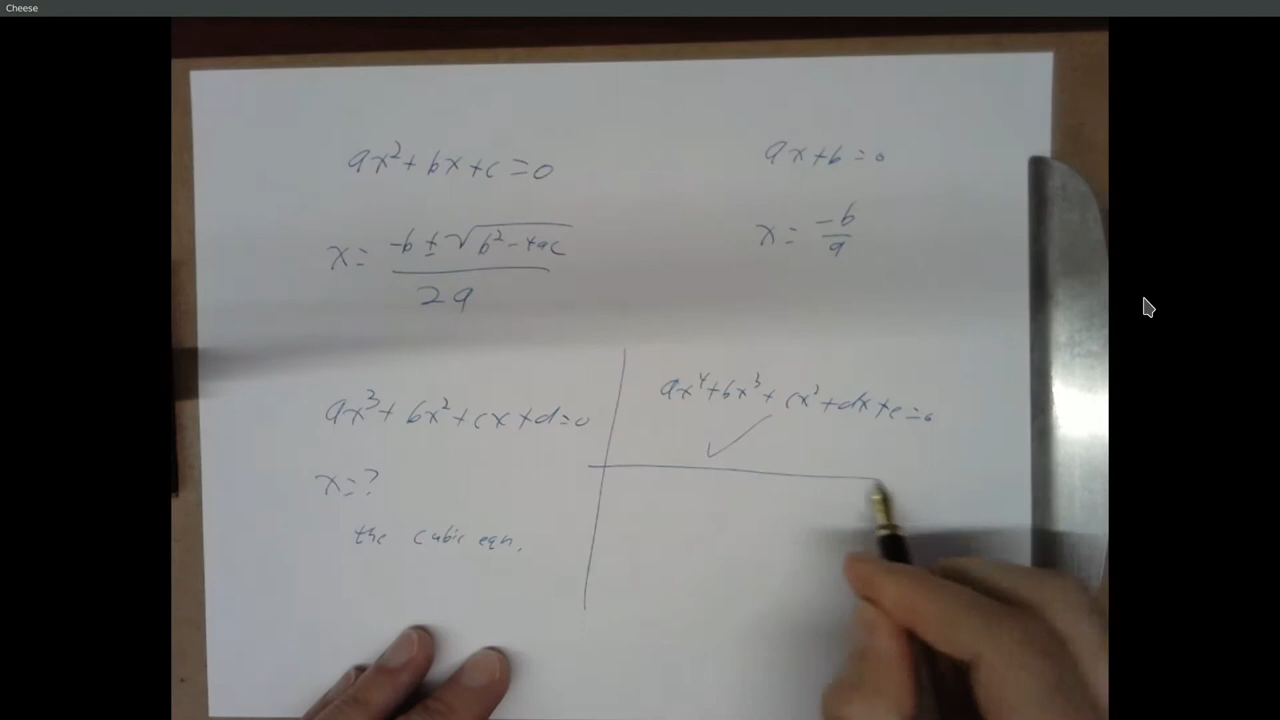 Cheese
ax²+bx+c=0
x= -b ± √b²-4ac / 2a
ax+b=0
x= -b/a
ax³+bx²+cx+d=0
x=?
the cubic eqn.
ax⁴+bx³+cx²+dx+e=0